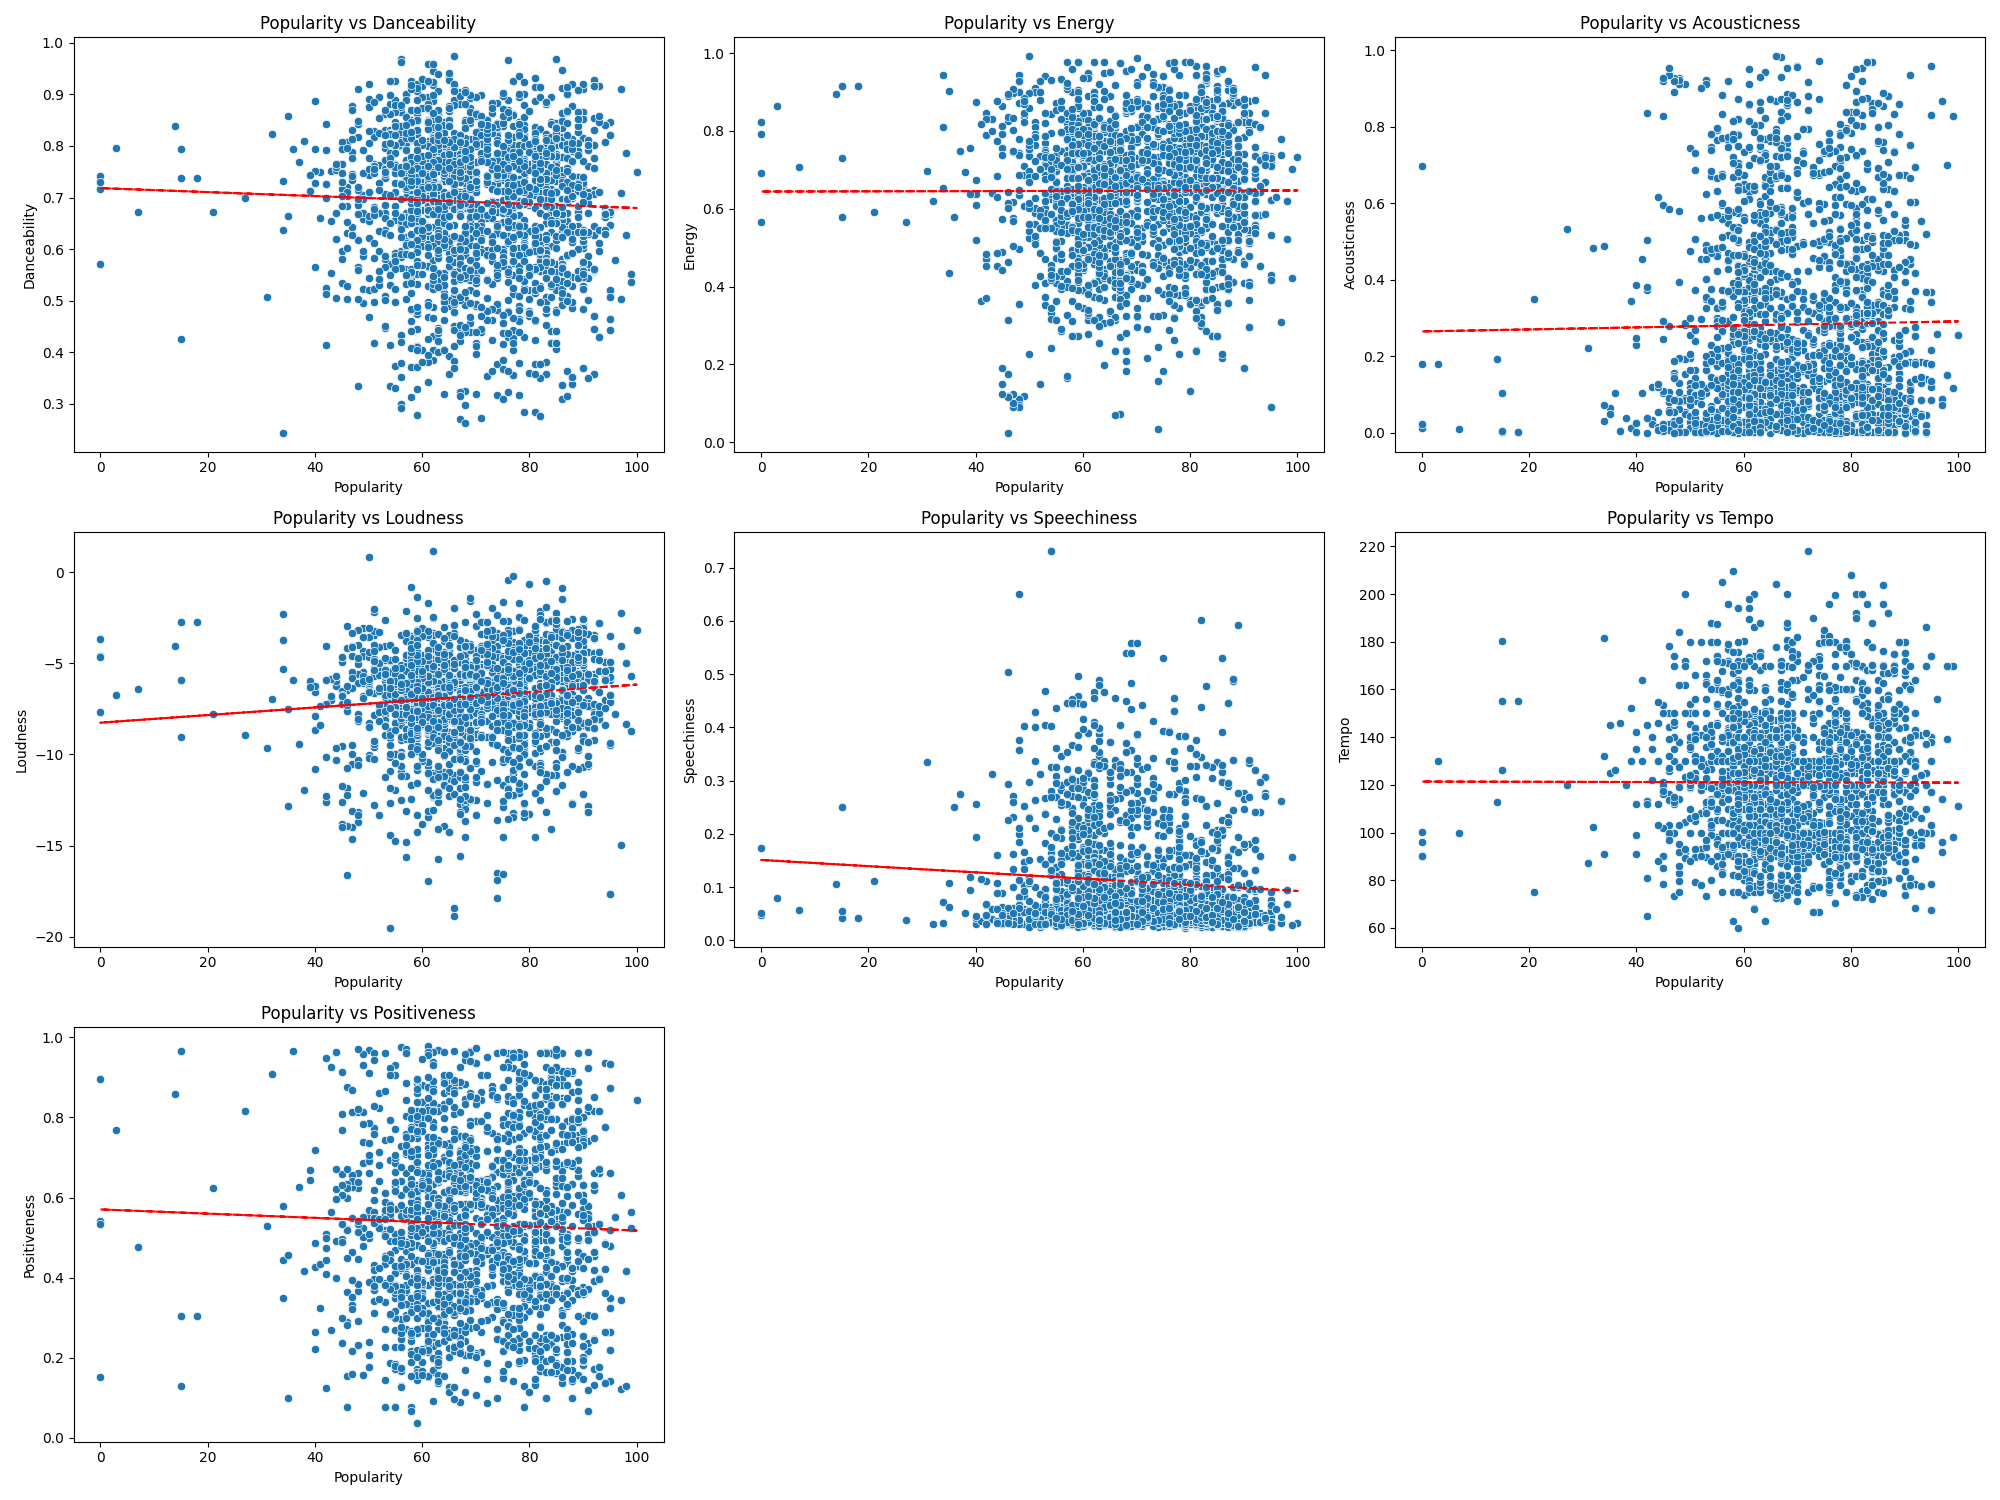 Popularity vs Danceability
Popularity vs Energy
Popularity vs Acousticness
1.0
0.9
0.8
0.7
0.6
0.5
0.4
0.3
Danceability
0 20 40 60 80 100
Popularity
1.0
0.8
0.6
0.4
0.2
0.0
Energy
0 20 40 60 80 100
Popularity
1.0
0.8
0.6
0.4
0.2
0.0
Acousticness
0 20 40 60 80 100
Popularity
Popularity vs Loudness
Popularity vs Speechiness
Popularity vs Tempo
0
−5
−10
−15
−20
Loudness
0 20 40 60 80 100
Popularity
0.7
0.6
0.5
0.4
0.3
0.2
0.1
0.0
Speechiness
0 20 40 60 80 100
Popularity
220
200
180
160
140
120
100
80
60
Tempo
0 20 40 60 80 100
Popularity
Popularity vs Positiveness
1.0
0.8
0.6
0.4
0.2
0.0
Positiveness
0 20 40 60 80 100
Popularity